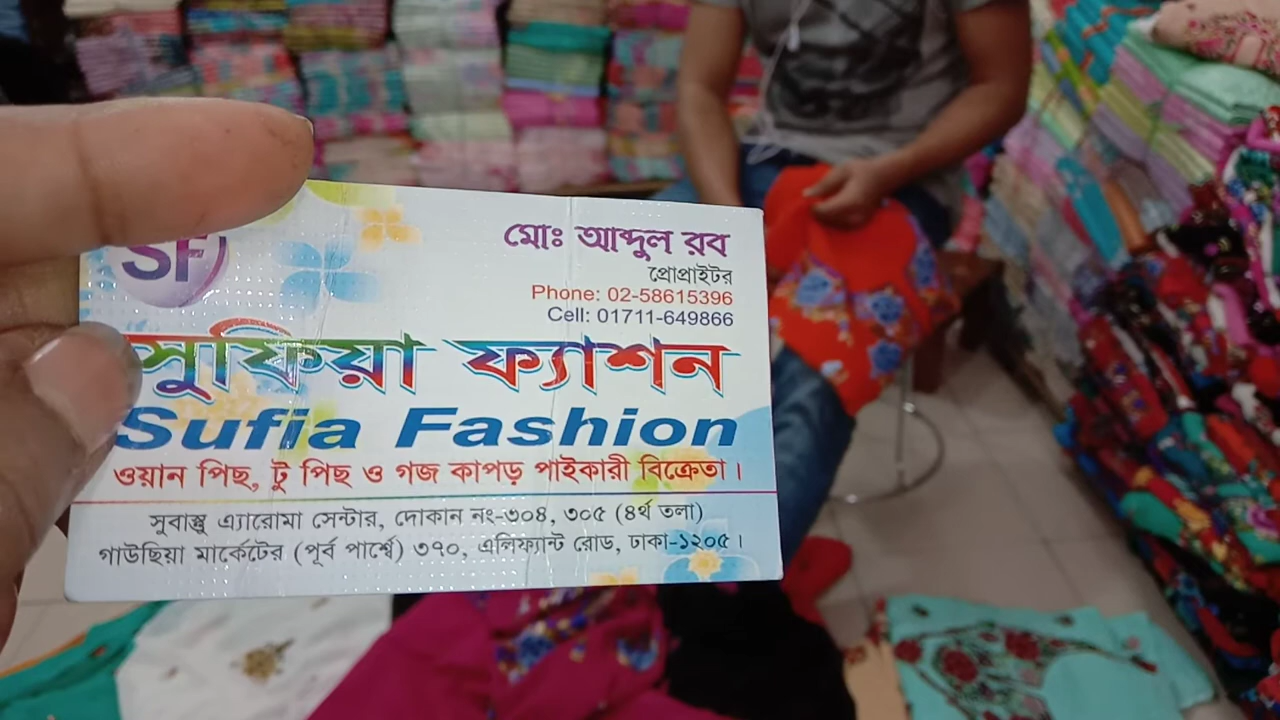 SF
মোঃ আব্দুল রব
প্রোপ্রাইটর
Phone: 02-58615396
Cell: 01711-649866
সুফিয়া ফ্যাশন
Sufia Fashion
ওয়ান পিছ, টু পিছ ও গজ কাপড় পাইকারী বিক্রেতা।
সুবাস্তু এ্যারোমা সেন্টার, দোকান নং-৩০৪, ৩০৫ (৪র্থ তলা)
গাউছিয়া মার্কেটের (পূর্ব পার্শ্বে) ৩৭০, এলিফ্যান্ট রোড, ঢাকা-১২০৫।